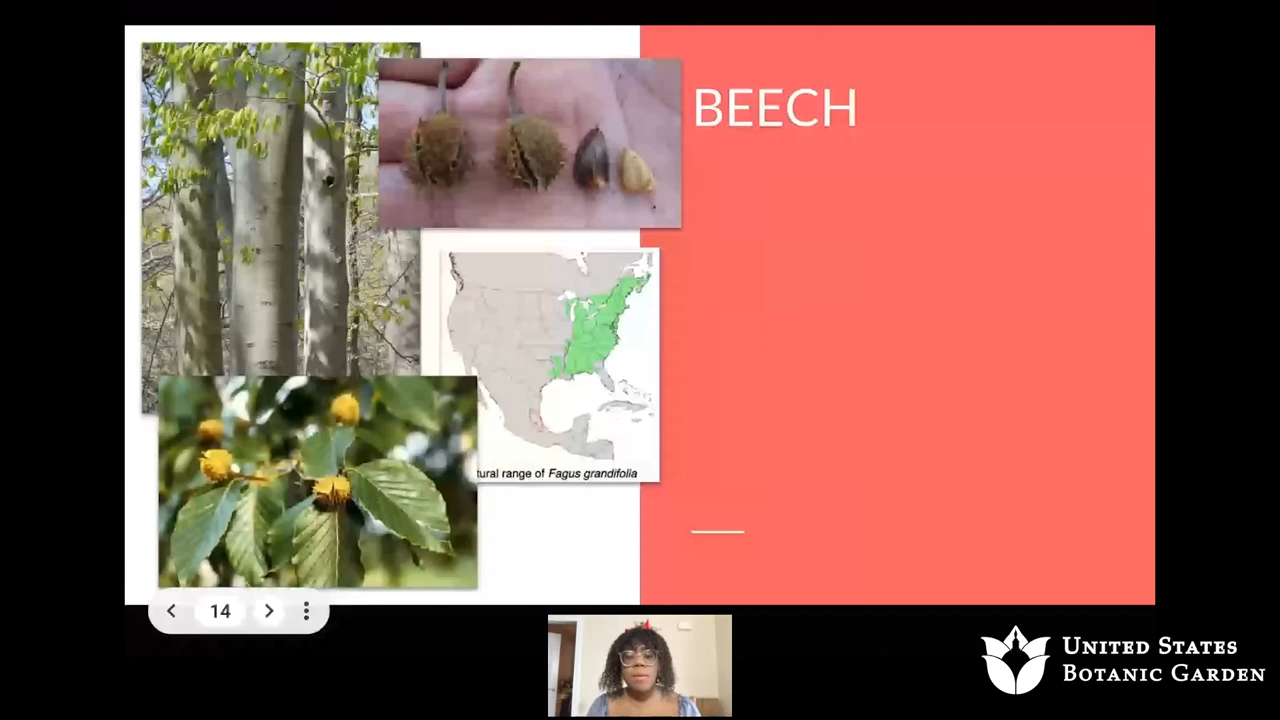 BEECH
tural range of Fagus grandifolia
14
UNITED STATES
BOTANIC GARDEN